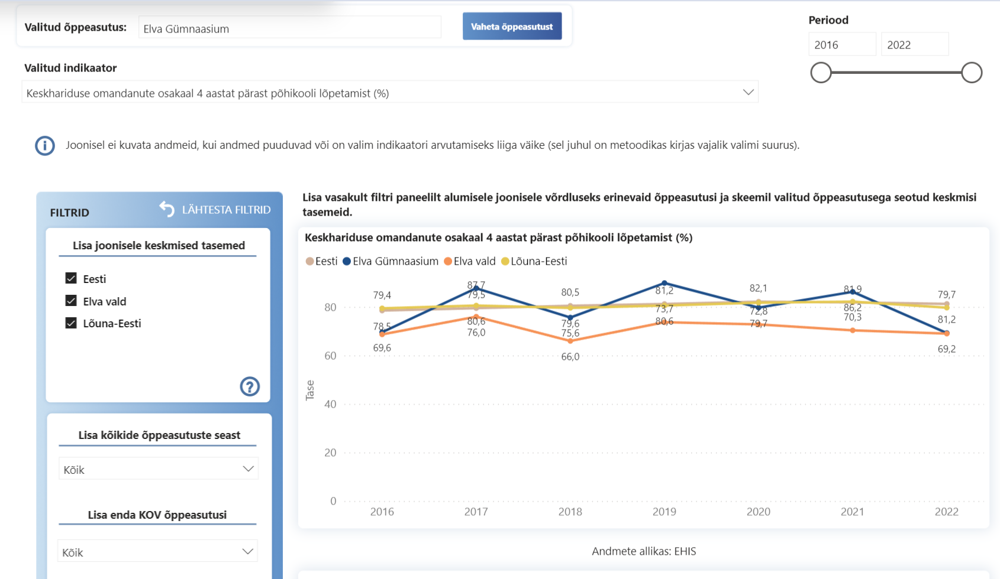 Valitud õppeasutus:
Elva Gümnaasium
Vaheta õppeasutust
Periood
2016
2022
Valitud indikaator
Keskhariduse omandanute osakaal 4 aastat pärast põhikooli lõpetamist (%)
Joonisel ei kuvata andmeid, kui andmed puuduvad või on valim indikaatori arvutamiseks liiga väike (sel juhul on metoodikas kirjas vajalik valimi suurus).
FILTRID
LÄHTESTA FILTRID
Lisa joonisele keskmised tasemed
Eesti
Elva vald
Lõuna-Eesti
?
Lisa kõikide õppeasutuste seast
Kõik
Lisa enda KOV õppeasutusi
Kõik
Lisa vasakult filtri paneelilt alumisele joonisele võrdluseks erinevaid õppeasutusi ja skeemil valitud õppeasutusega seotud keskmisi
tasemeid.
Keskhariduse omandanute osakaal 4 aastat pärast põhikooli lõpetamist (%)
Eesti Elva Gümnaasium Elva vald Lõuna-Eesti
Tase
80
60
40
20
0
79,4
78,5
69,6
87,7
79,5
80,6
76,0
80,5
79,6
75,6
66,0
81,2
73,7
80,6
82,1
72,8
79,7
81,9
86,2
70,3
79,7
81,2
69,2
2016 2017 2018 2019 2020 2021 2022
Andmete allikas: EHIS